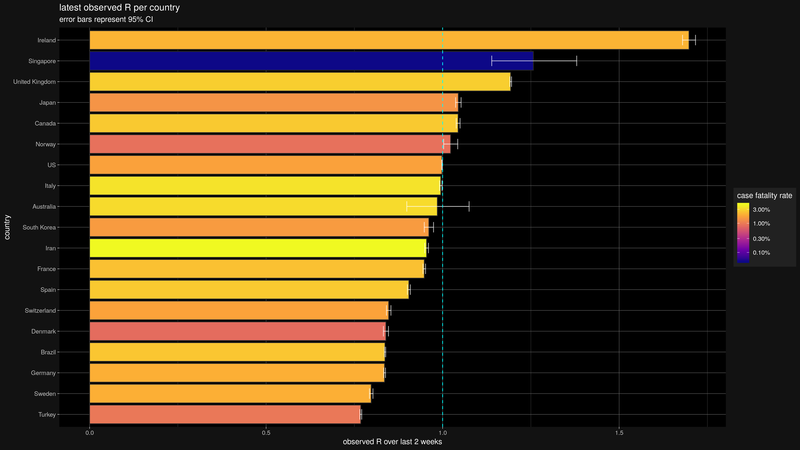 latest observed R per country
error bars represent 95% CI
country
Ireland
Singapore
United Kingdom
Japan
Canada
Norway
US
Italy
Australia
South Korea
Iran
France
Spain
Switzerland
Denmark
Brazil
Germany
Sweden
Turkey
0.0 0.5 1.0 1.5
observed R over last 2 weeks
case fatality rate
3.00%
1.00%
0.30%
0.10%